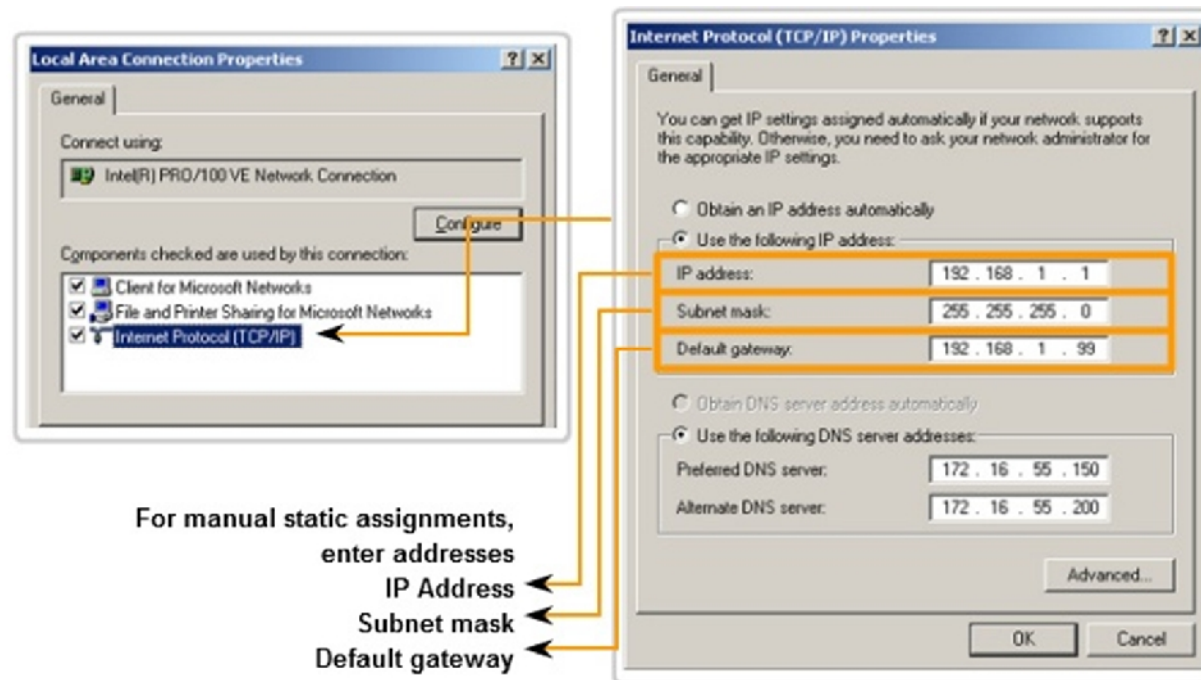 Local Area Connection Properties
General
Connect using:
Intel(R) PRO/100 VE Network Connection
Configure
Components checked are used by this connection:
Client for Microsoft Networks
File and Printer Sharing for Microsoft Networks
Internet Protocol (TCP/IP)
Internet Protocol (TCP/IP) Properties
General
You can get IP settings assigned automatically if your network supports
this capability. Otherwise, you need to ask your network administrator for
the appropriate IP settings.
Obtain an IP address automatically
Use the following IP address:
IP address: 192 . 168 . 1 . 1
Subnet mask: 255 . 255 . 255 . 0
Default gateway: 192 . 168 . 1 . 99
Obtain DNS server address automatically
Use the following DNS server addresses:
Preferred DNS server: 172 . 16 . 55 . 150
Alternate DNS server: 172 . 16 . 55 . 200
Advanced...
OK Cancel
For manual static assignments,
enter addresses
IP Address
Subnet mask
Default gateway